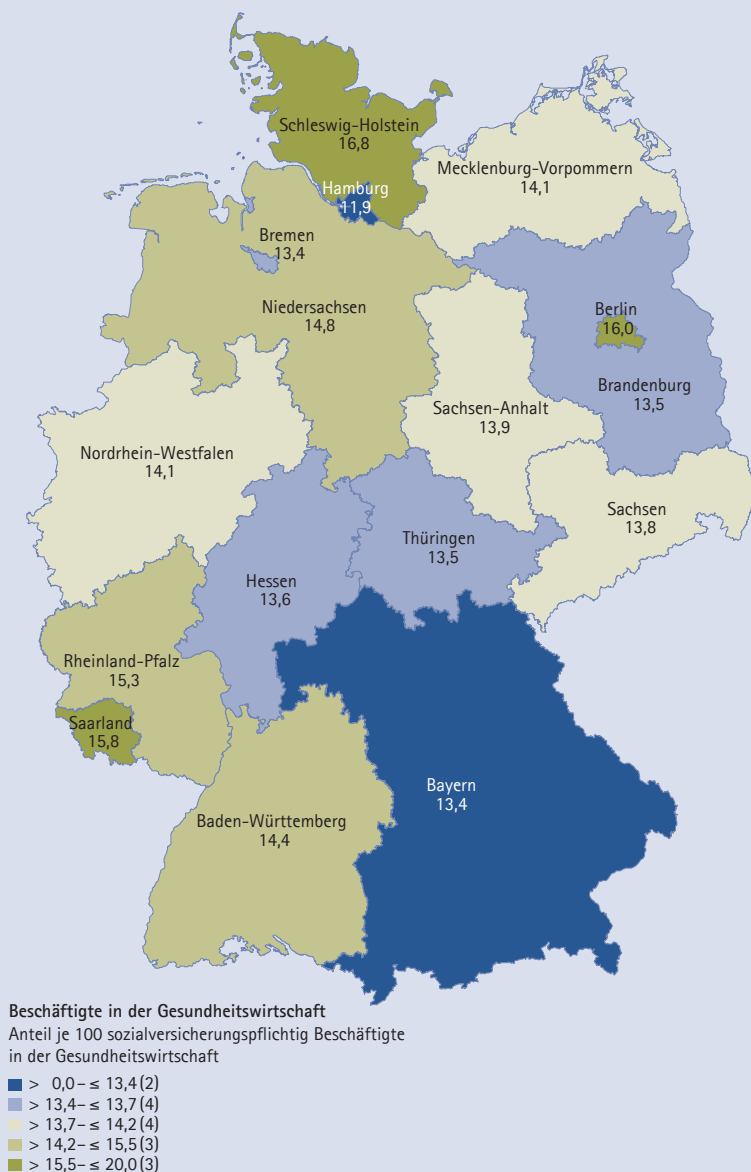 Schleswig-Holstein
16,8
Mecklenburg-Vorpommern
14,1
Hamburg
11,9
Bremen
13,4
Niedersachsen
14,8
Berlin
16,0
Brandenburg
13,5
Sachsen-Anhalt
13,9
Nordrhein-Westfalen
14,1
Sachsen
13,8
Thüringen
13,5
Hessen
13,6
Rheinland-Pfalz
15,3
Saarland
15,8
Bayern
13,4
Baden-Württemberg
14,4
Beschäftigte in der Gesundheitswirtschaft
Anteil je 100 sozialversicherungspflichtig Beschäftigte
in der Gesundheitswirtschaft
> 0,0– ≤ 13,4 (2)
> 13,4– ≤ 13,7 (4)
> 13,7– ≤ 14,2 (4)
> 14,2– ≤ 15,5 (3)
> 15,5– ≤ 20,0 (3)